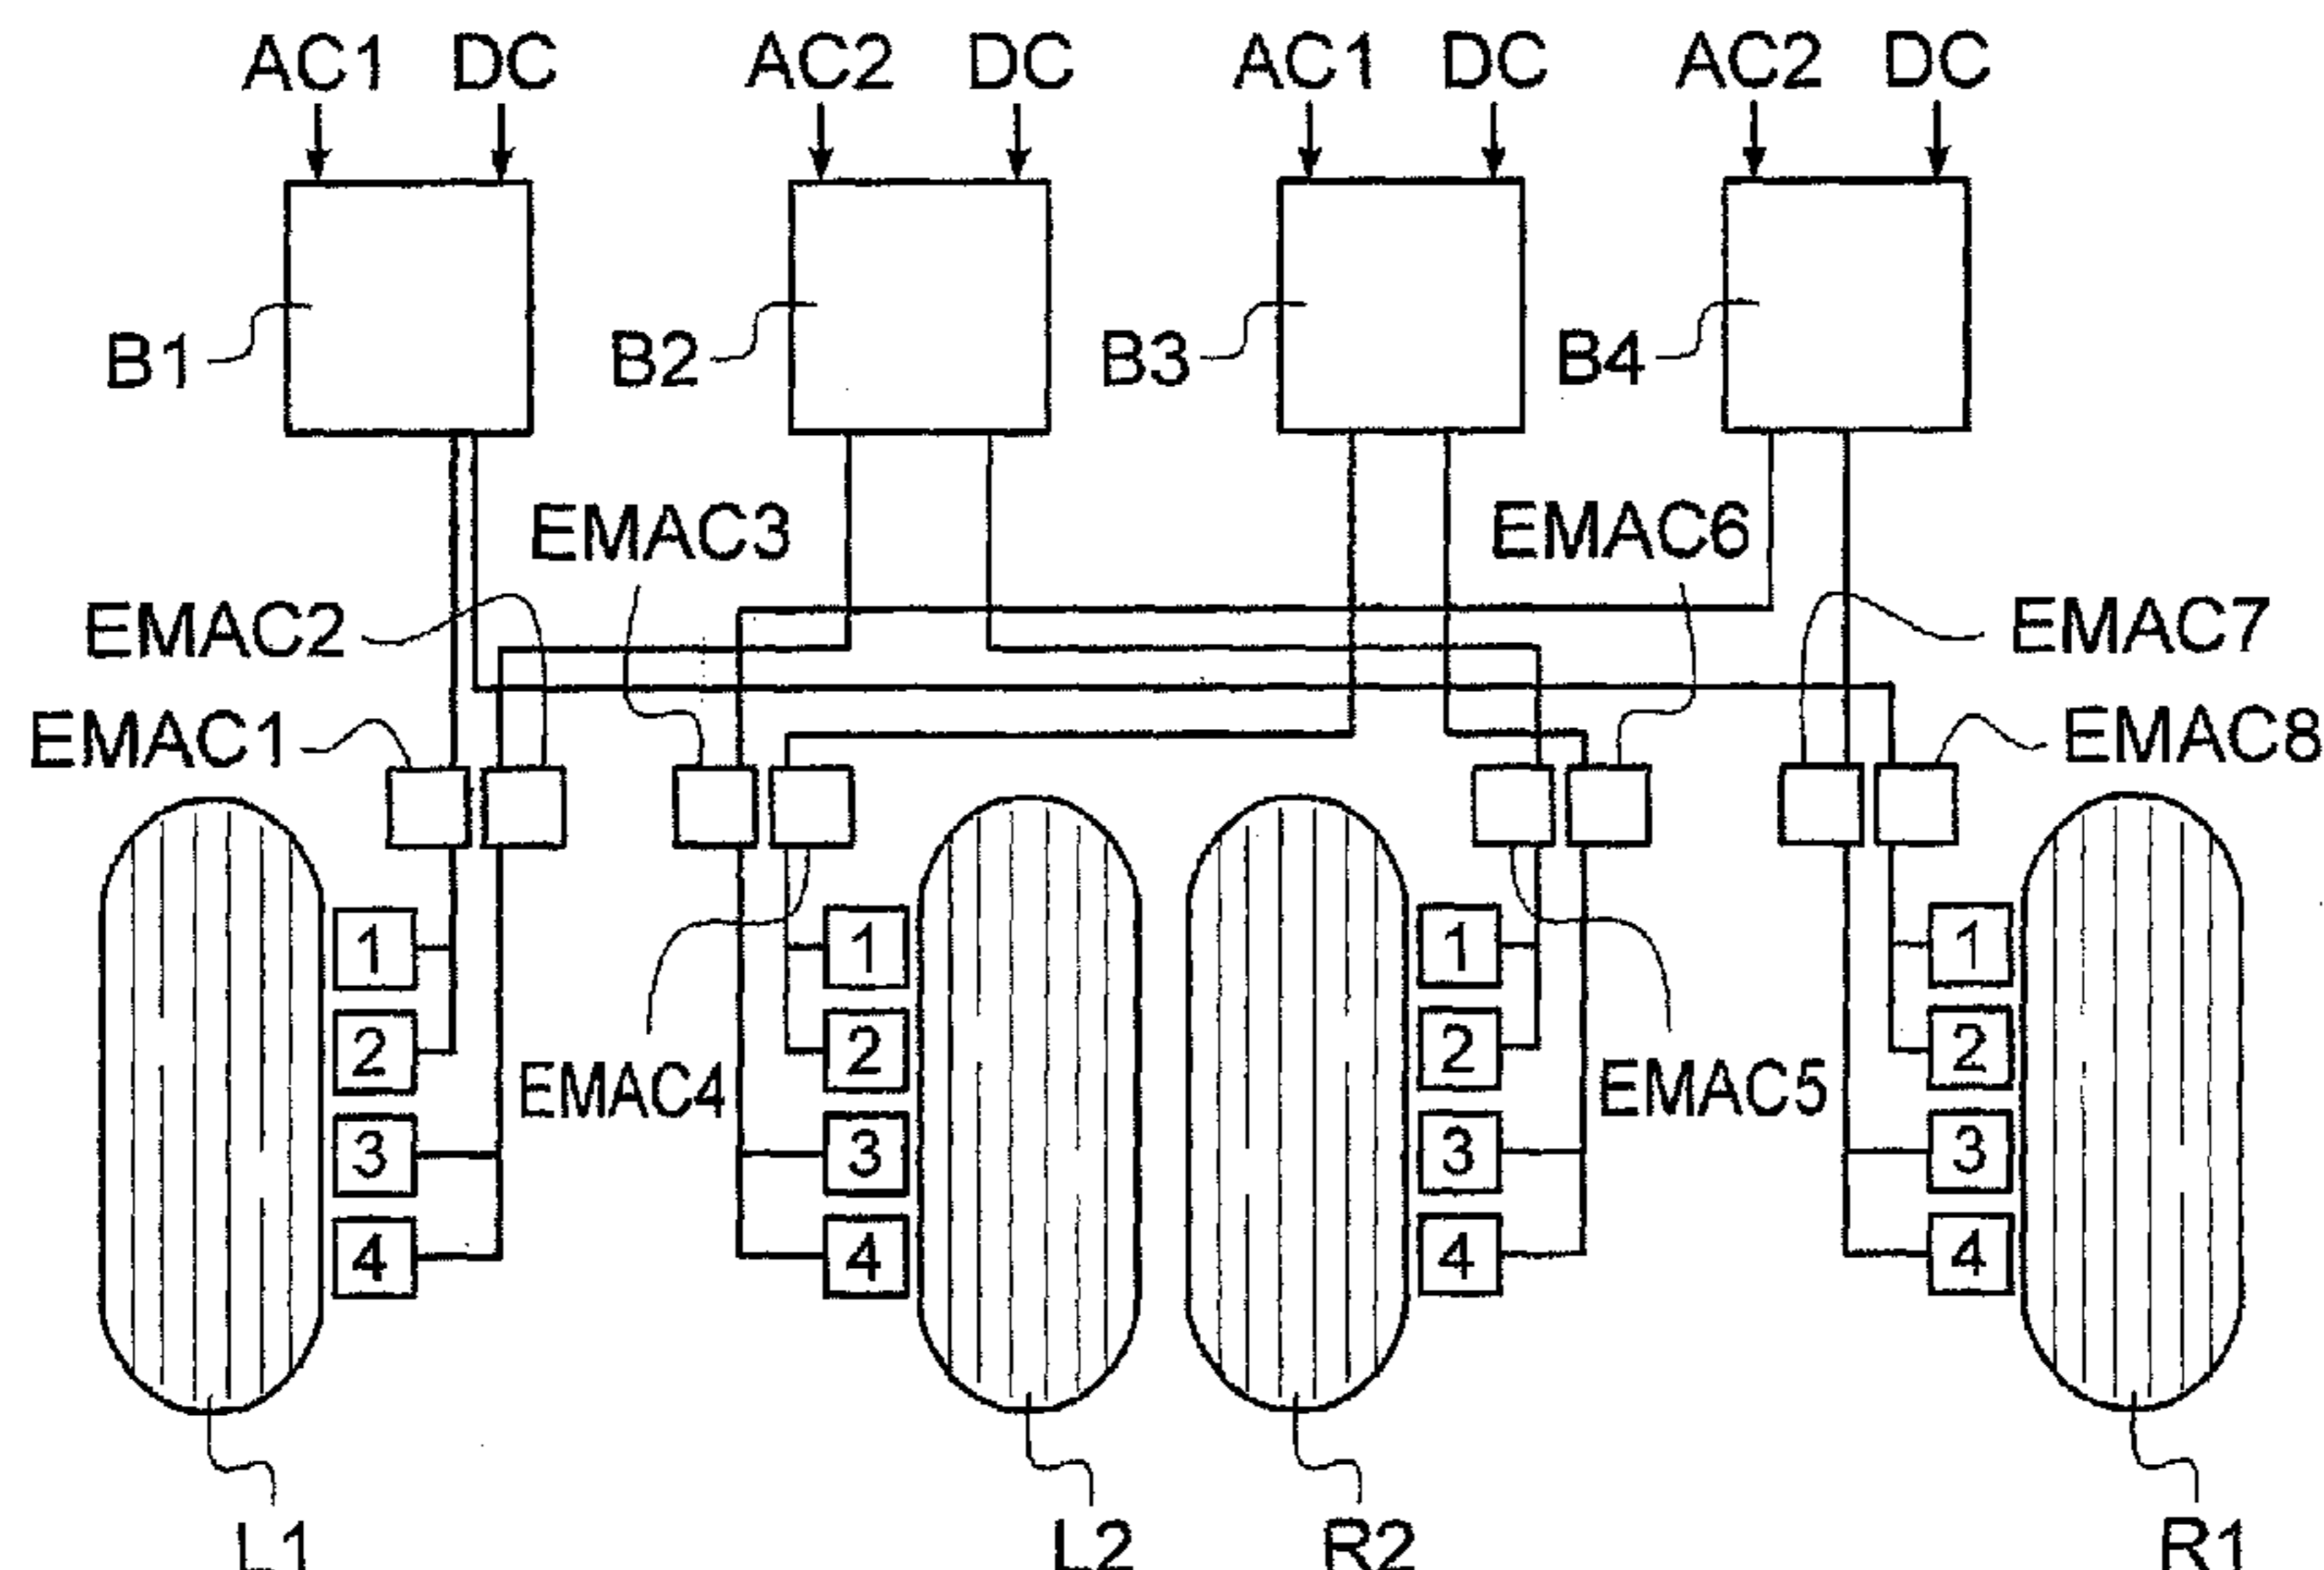 AC1 DC AC2 DC AC1 DC AC2 DC
B1 B2 B3 B4
EMAC3 EMAC6
EMAC2 EMAC7
EMAC1 EMAC8
1 1 1 1
2 2 2 2
EMAC4 EMAC5
3 3 3 3
4 4 4 4
L1 L2 R2 R1